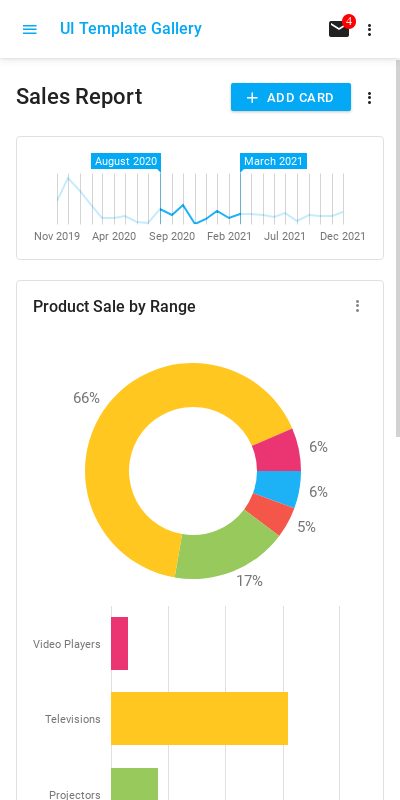 UI Template Gallery
4
Sales Report
ADD CARD
August 2020
March 2021
Nov 2019
Apr 2020
Sep 2020
Feb 2021
Jul 2021
Dec 2021
Product Sale by Range
66%
6%
6%
5%
17%
Video Players
Televisions
Projectors